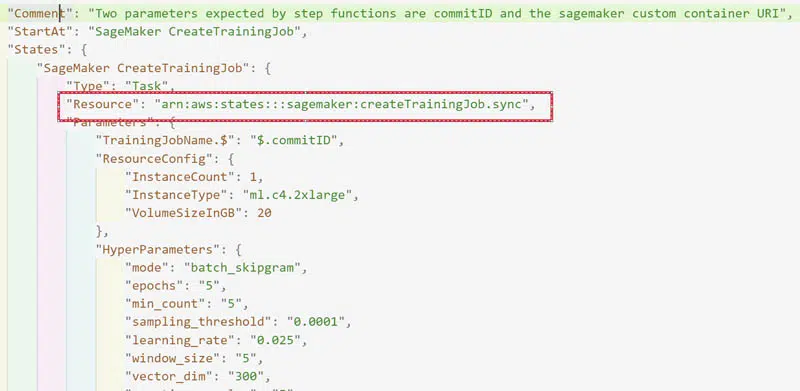 "Comment": "Two parameters expected by step functions are commitID and the sagemaker custom container URI",
"StartAt": "SageMaker CreateTrainingJob",
"States": {
"SageMaker CreateTrainingJob": {
"Type": "Task",
"Resource": "arn:aws:states:::sagemaker:createTrainingJob.sync",
"Parameters": {
"TrainingJobName.$": "$.commitID",
"ResourceConfig": {
"InstanceCount": 1,
"InstanceType": "ml.c4.2xlarge",
"VolumeSizeInGB": 20
},
"HyperParameters": {
"mode": "batch_skipgram",
"epochs": "5",
"min_count": "5",
"sampling_threshold": "0.0001",
"learning_rate": "0.025",
"window_size": "5",
"vector_dim": "300",